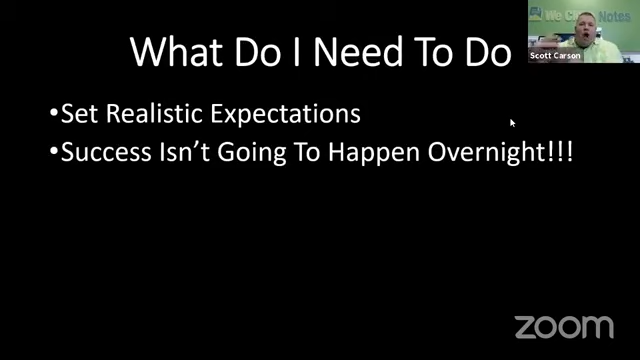 What Do I Need To Do
We Close Notes
Scott Carson
•Set Realistic Expectations
•Success Isn't Going To Happen Overnight!!!
zoom